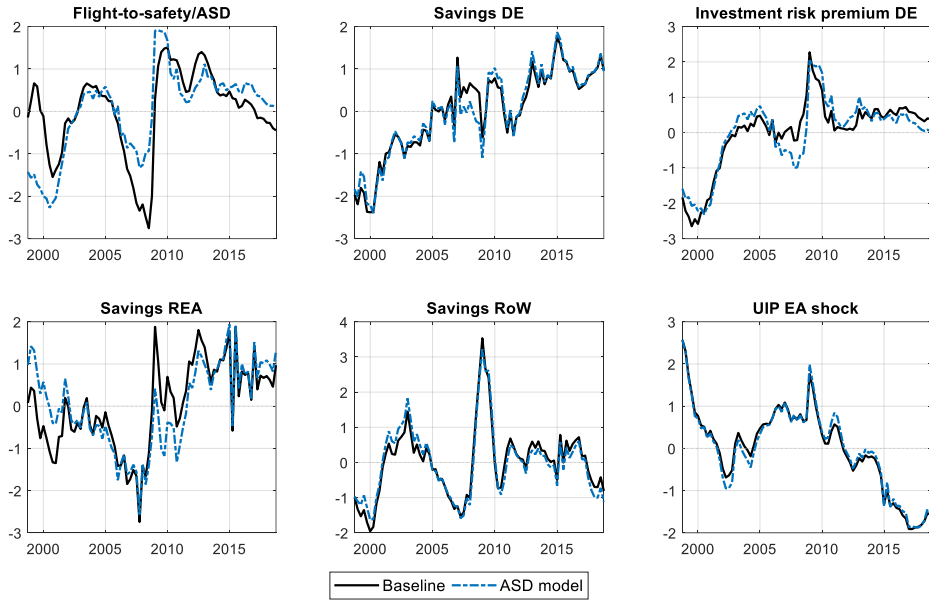 Flight-to-safety/ASD
Savings DE
Investment risk premium DE
2
1
0
-1
-2
-3
2000 2005 2010 2015
2
1
0
-1
-2
-3
2000 2005 2010 2015
3
2
1
0
-1
-2
-3
2000 2005 2010 2015
Savings REA
Savings RoW
UIP EA shock
2
1
0
-1
-2
-3
2000 2005 2010 2015
4
3
2
1
0
-1
-2
2000 2005 2010 2015
3
2
1
0
-1
-2
2000 2005 2010 2015
Baseline ASD model